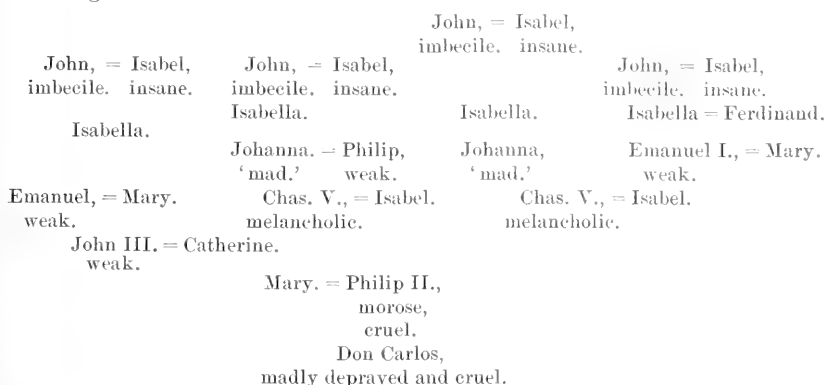 John, = Isabel,
imbecile. insane.
John, = Isabel, John, = Isabel, John, = Isabel,
imbecile. insane. imbecile. insane. imbecile. insane.
Isabella. Isabella. Isabella = Ferdinand.
Isabella.
Johanna. = Philip, Johanna, Emanuel I., = Mary.
‘mad.’ weak. ‘mad.’ weak.
Emanuel, = Mary. Chas. V., = Isabel. Chas. V., = Isabel.
weak. melancholic. melancholic.
John III. = Catherine.
weak.
Mary. = Philip II.,
morose,
cruel.
Don Carlos,
madly depraved and cruel.